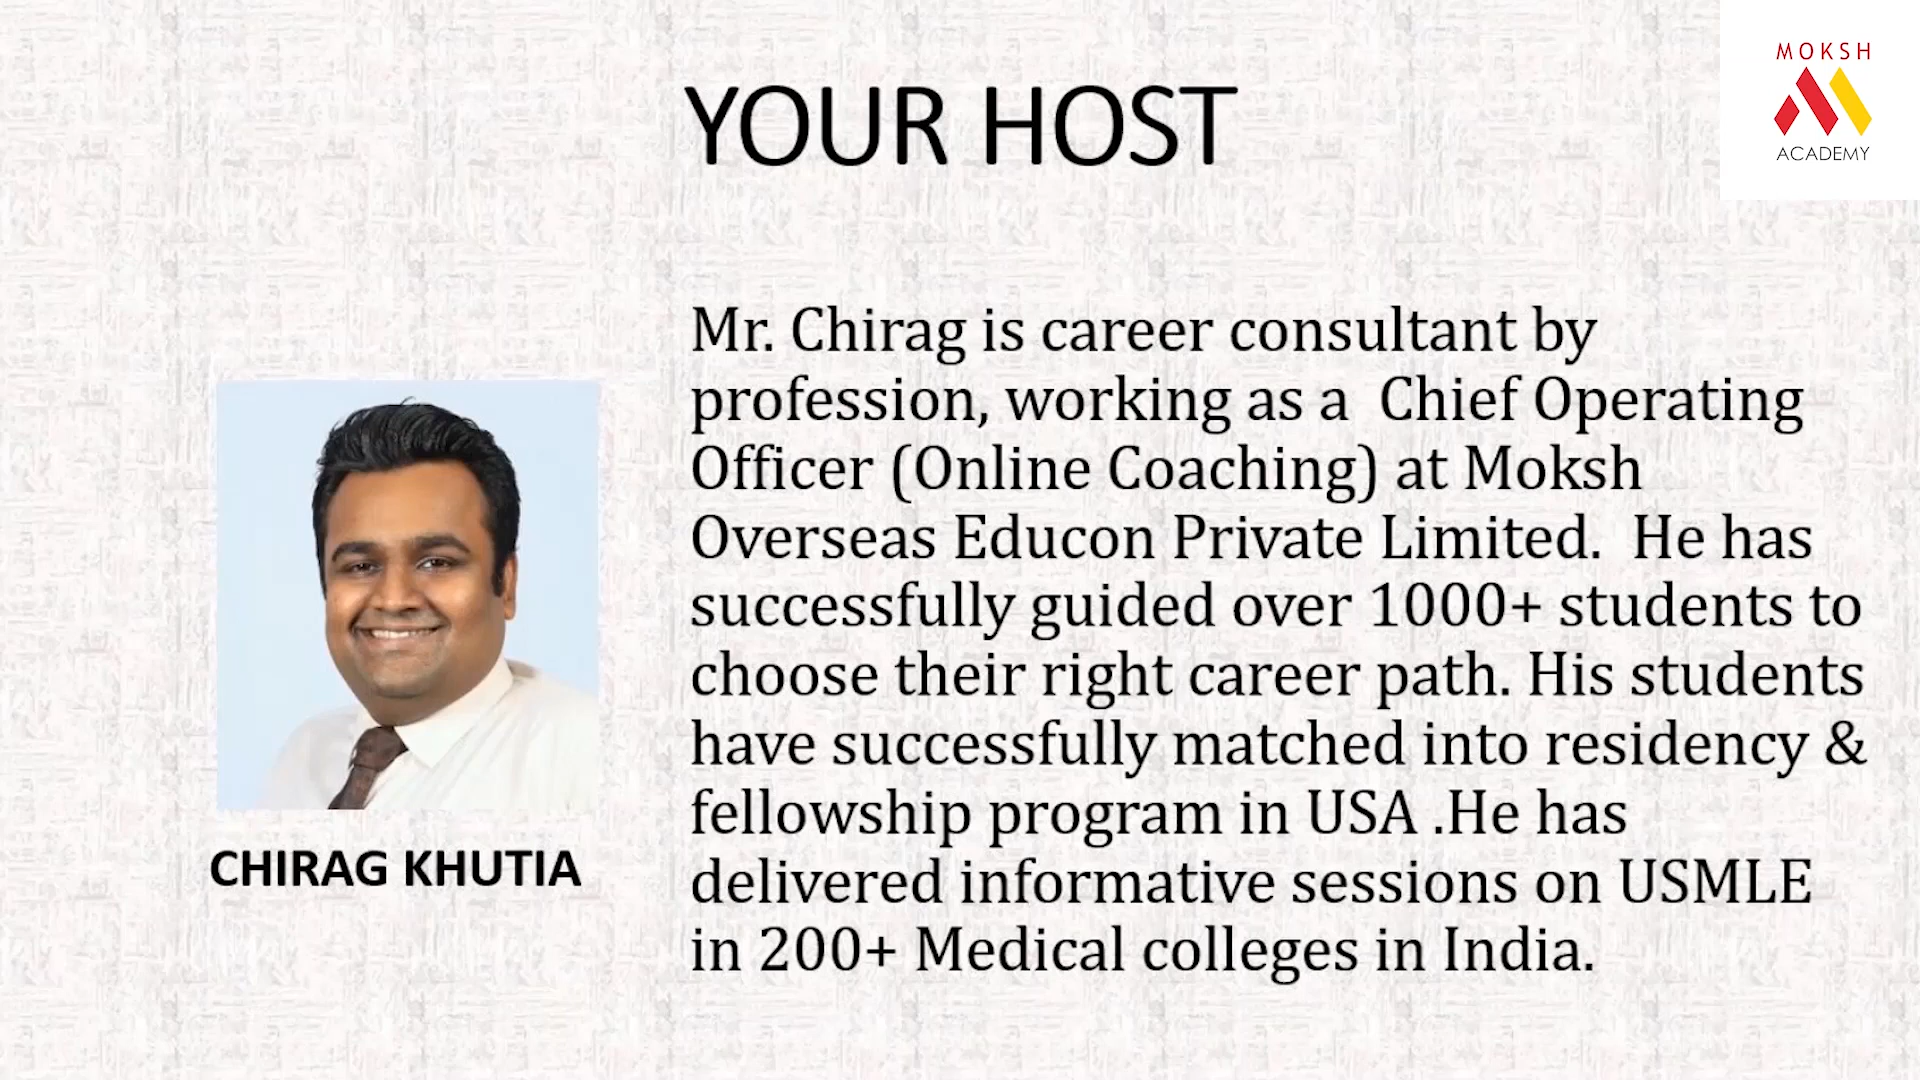 MOKSH
ACADEMY
YOUR HOST
Mr. Chirag is career consultant by
profession, working as a  Chief Operating
Officer (Online Coaching) at Moksh
Overseas Educon Private Limited.  He has
successfully guided over 1000+ students to
choose their right career path. His students
have successfully matched into residency &
fellowship program in USA .He has
delivered informative sessions on USMLE
in 200+ Medical colleges in India.
CHIRAG KHUTIA